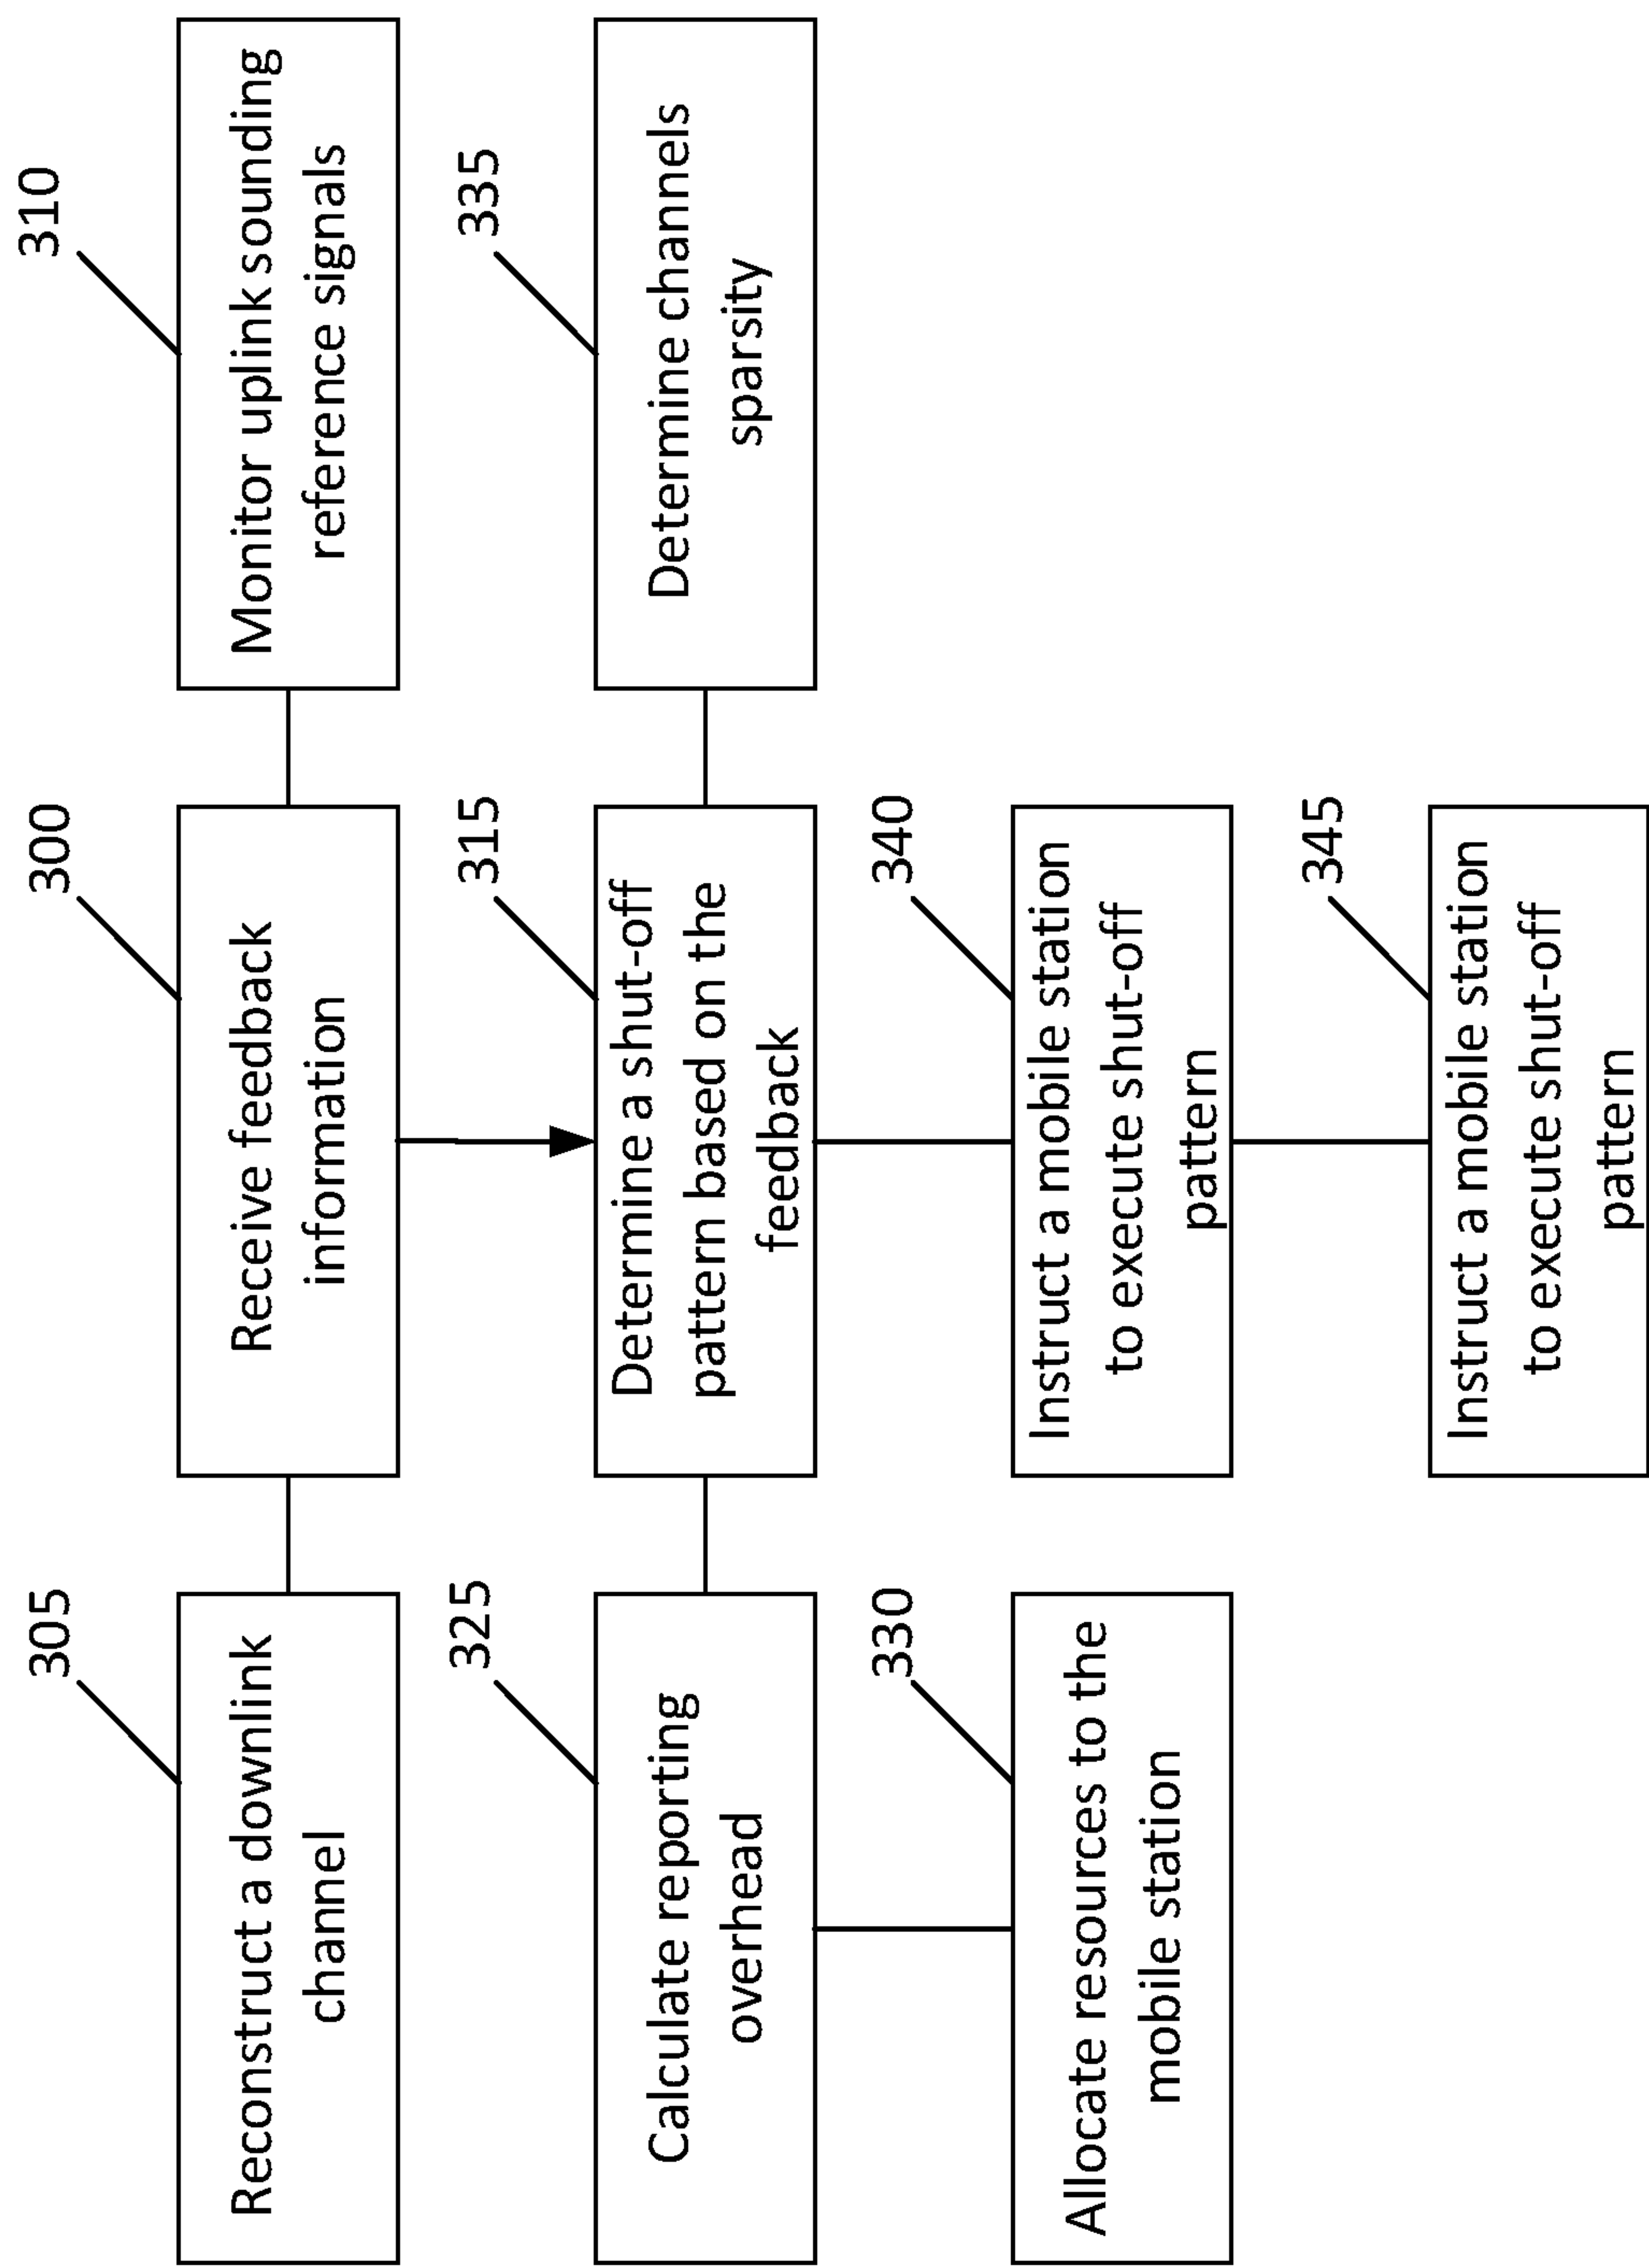 305
Reconstruct a downlink
channel
300
Receive feedback
information
310
Monitor uplink sounding
reference signals
325
Calculate reporting
overhead
315
Determine a shut-off
pattern based on the
feedback
335
Determine channels
sparsity
330
Allocate resources to the
mobile station
340
Instruct a mobile station
to execute shut-off
pattern
345
Instruct a mobile station
to execute shut-off
pattern